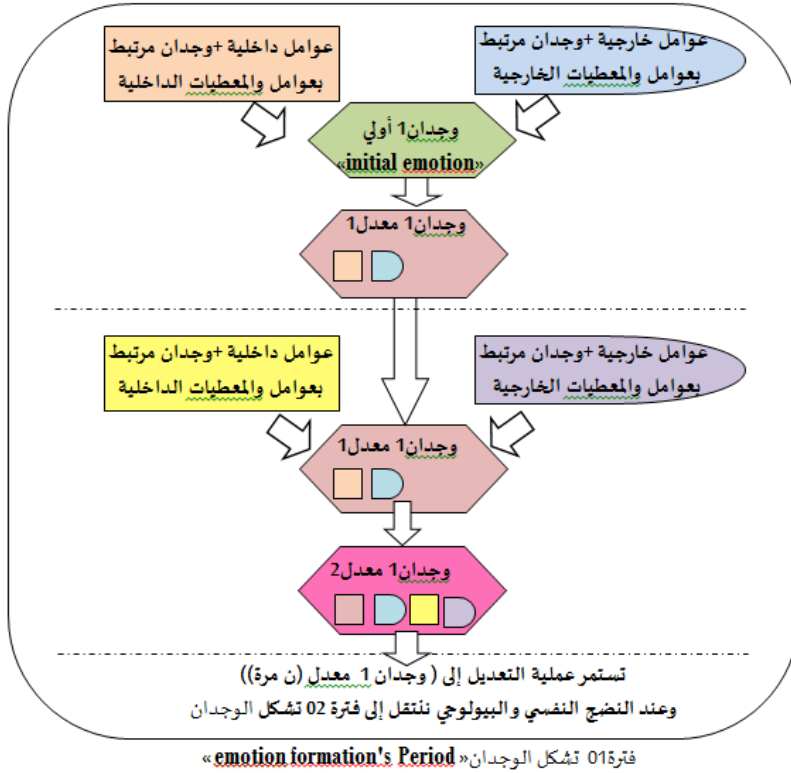 عوامل خارجية +وجدان مرتبط
بعوامل والمعطيات الخارجية
عوامل داخلية +وجدان مرتبط
بعوامل والمعطيات الداخلية
وجدان1 أولي
«initial emotion»
وجدان1 معدل1
عوامل خارجية +وجدان مرتبط
بعوامل والمعطيات الخارجية
عوامل داخلية +وجدان مرتبط
بعوامل والمعطيات الداخلية
وجدان1 معدل1
وجدان1 معدل2
تستمر عملية التعديل إلى ( وجدان 1 معدل (ن مرة))
وعند النضج النفسي والبيولوجي ننتقل إلى فترة 02 تشكل الوجدان
فترة01 تشكل الوجدان« emotion formation's Period»